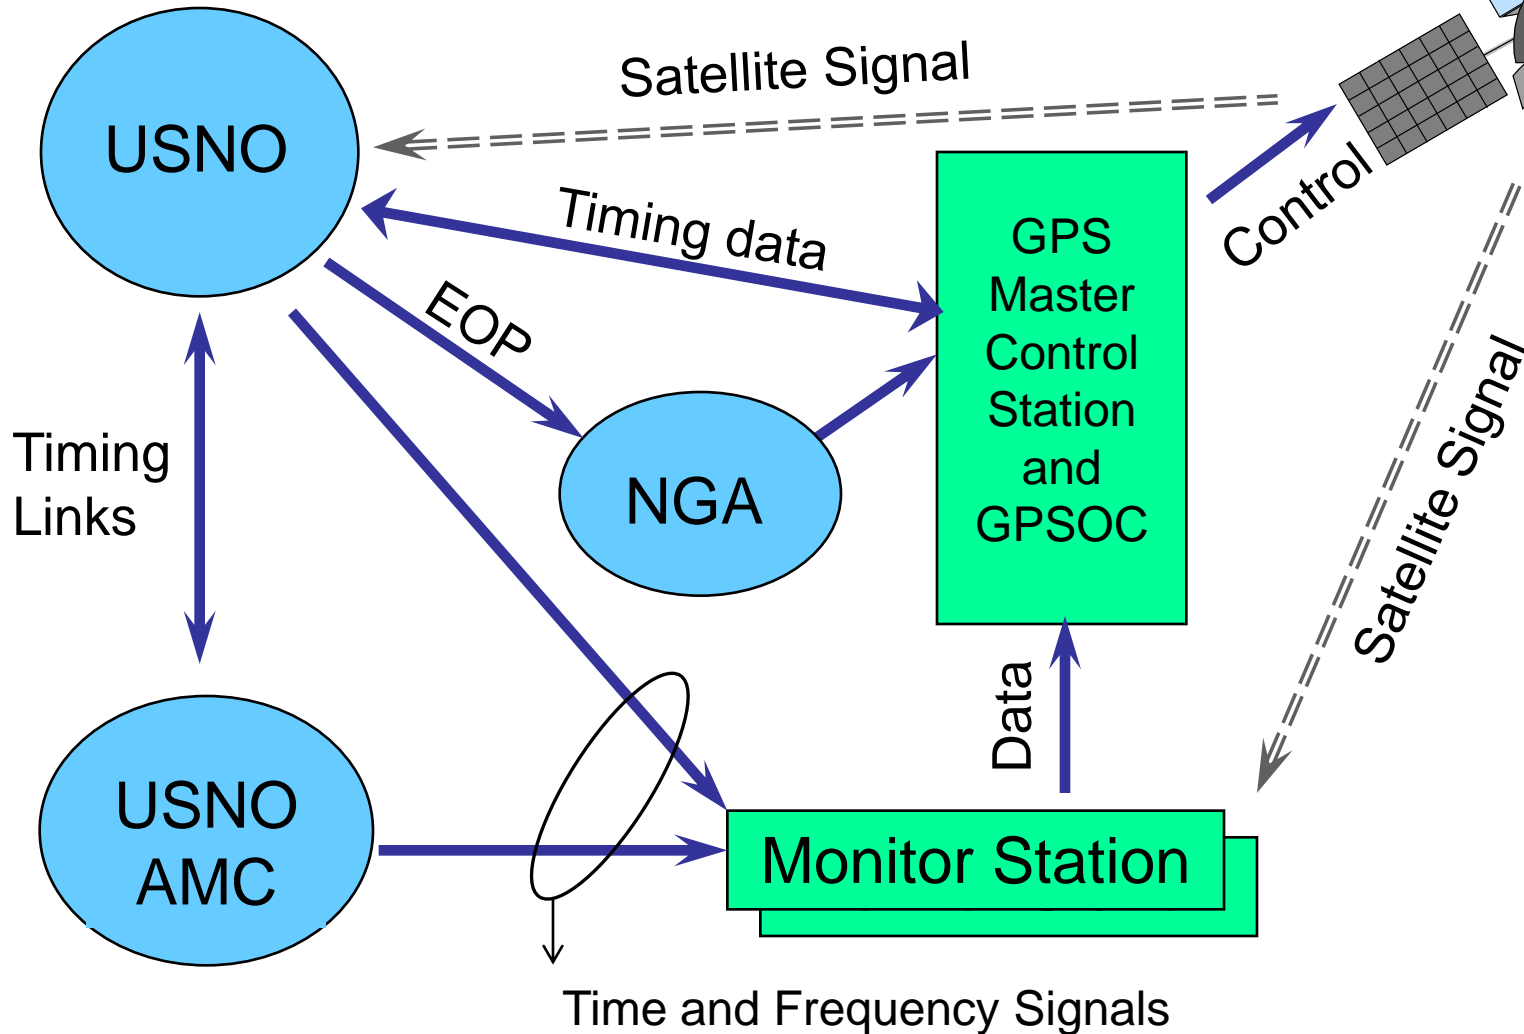 Satellite Signal
USNO
Timing data
Control
GPS
Master
Control
Station
and
GPSOC
EOP
Satellite Signal
Timing
Links
NGA
Data
USNO
AMC
Monitor Station
Time and Frequency Signals